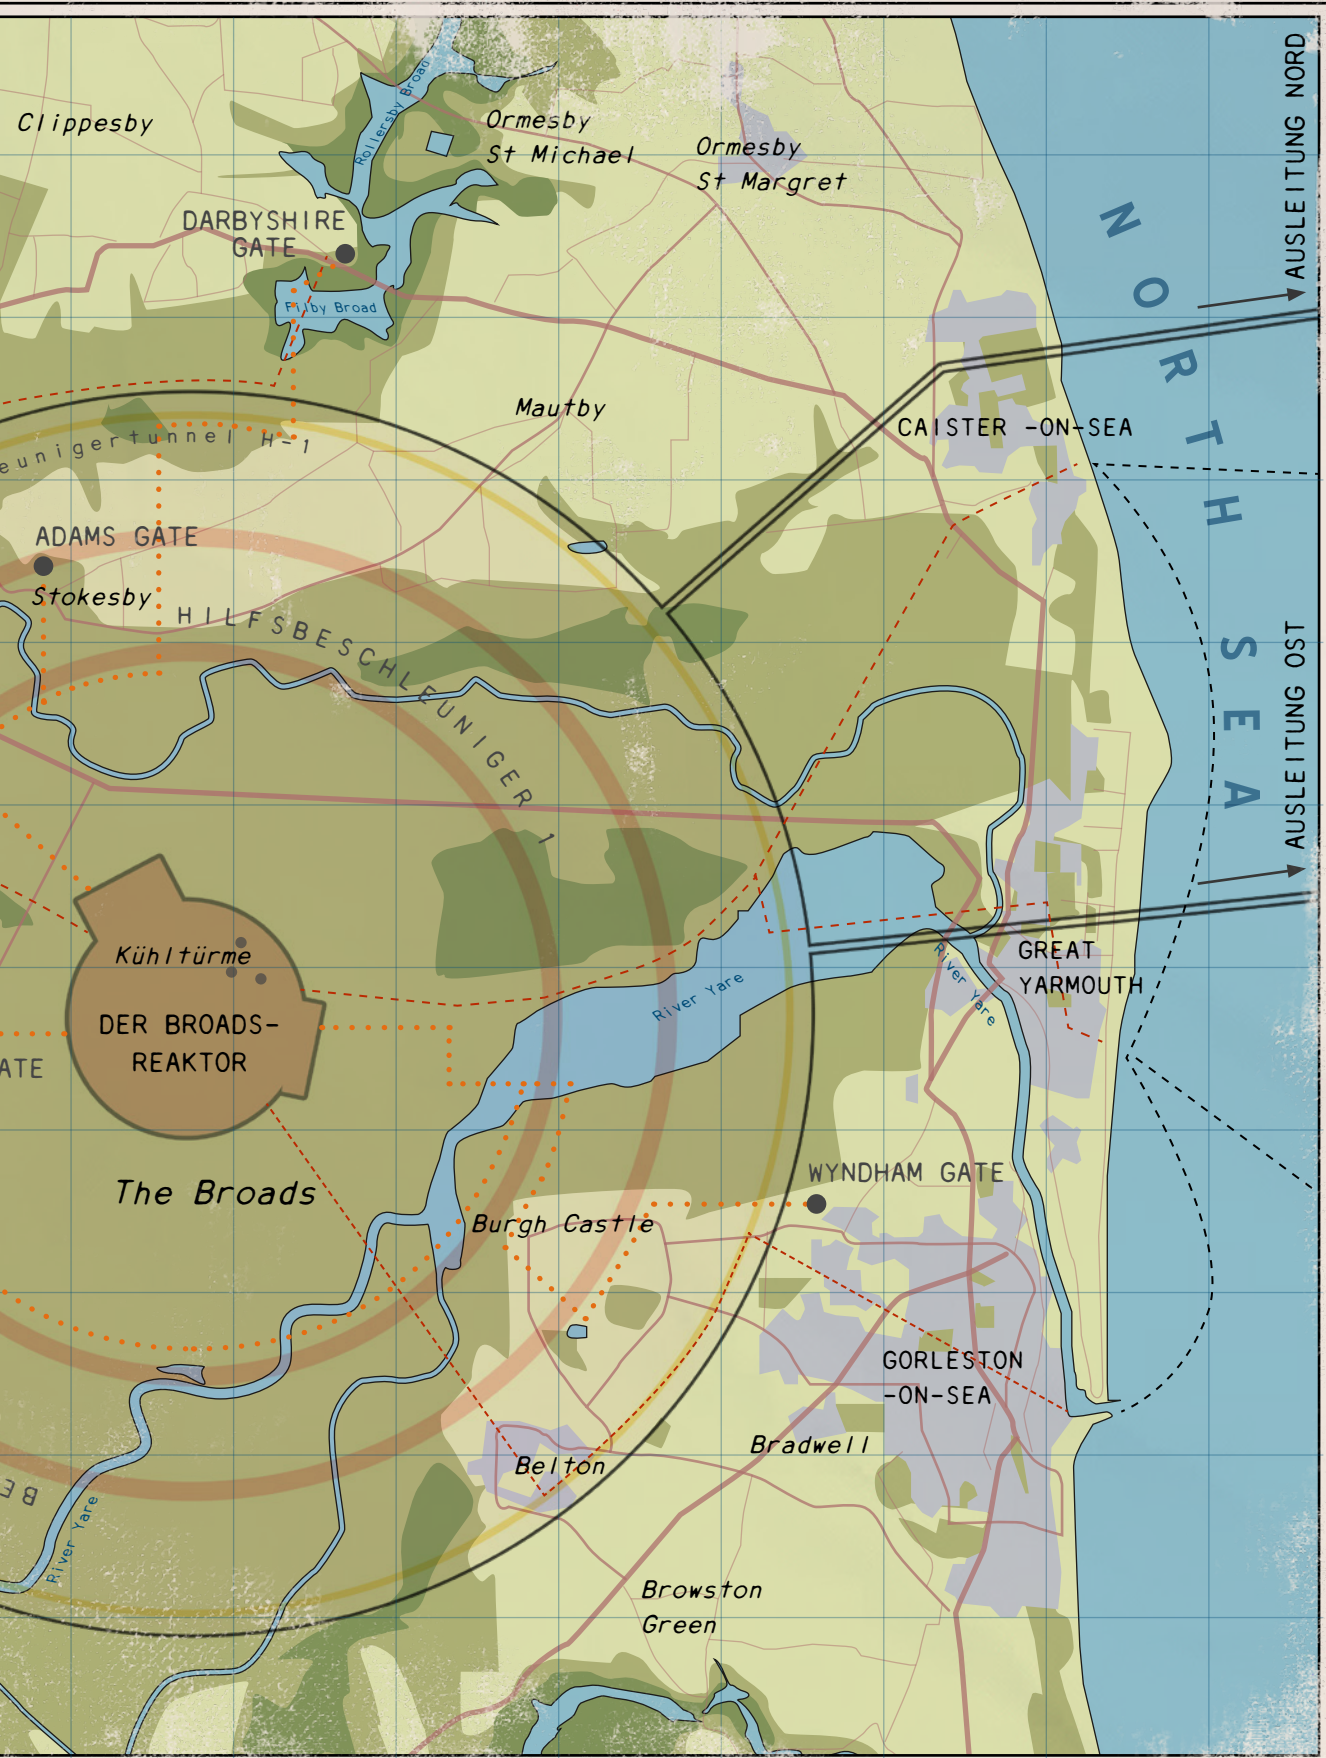 AUSLEITUNG NORD
Rollersby Broad
Clippesby
Ormesby
St Michael
Ormesby
St Margret
DARBYSHIRE
GATE
Filby Broad
NORTH SEA
Mautby
CAISTER -ON-SEA
eunigertunnel H-1
ADAMS GATE
Stokesby
HILFSBESCHLEUNIGER 1
AUSLEITUNG OST
Kühltürme
DER BROADS-
REAKTOR
River Yare
River Yare
GREAT
YARMOUTH
ATE
The Broads
WYNDHAM GATE
Burgh Castle
GORLESTON
-ON-SEA
Bradwell
Belton
BE
River Yare
Browston
Green